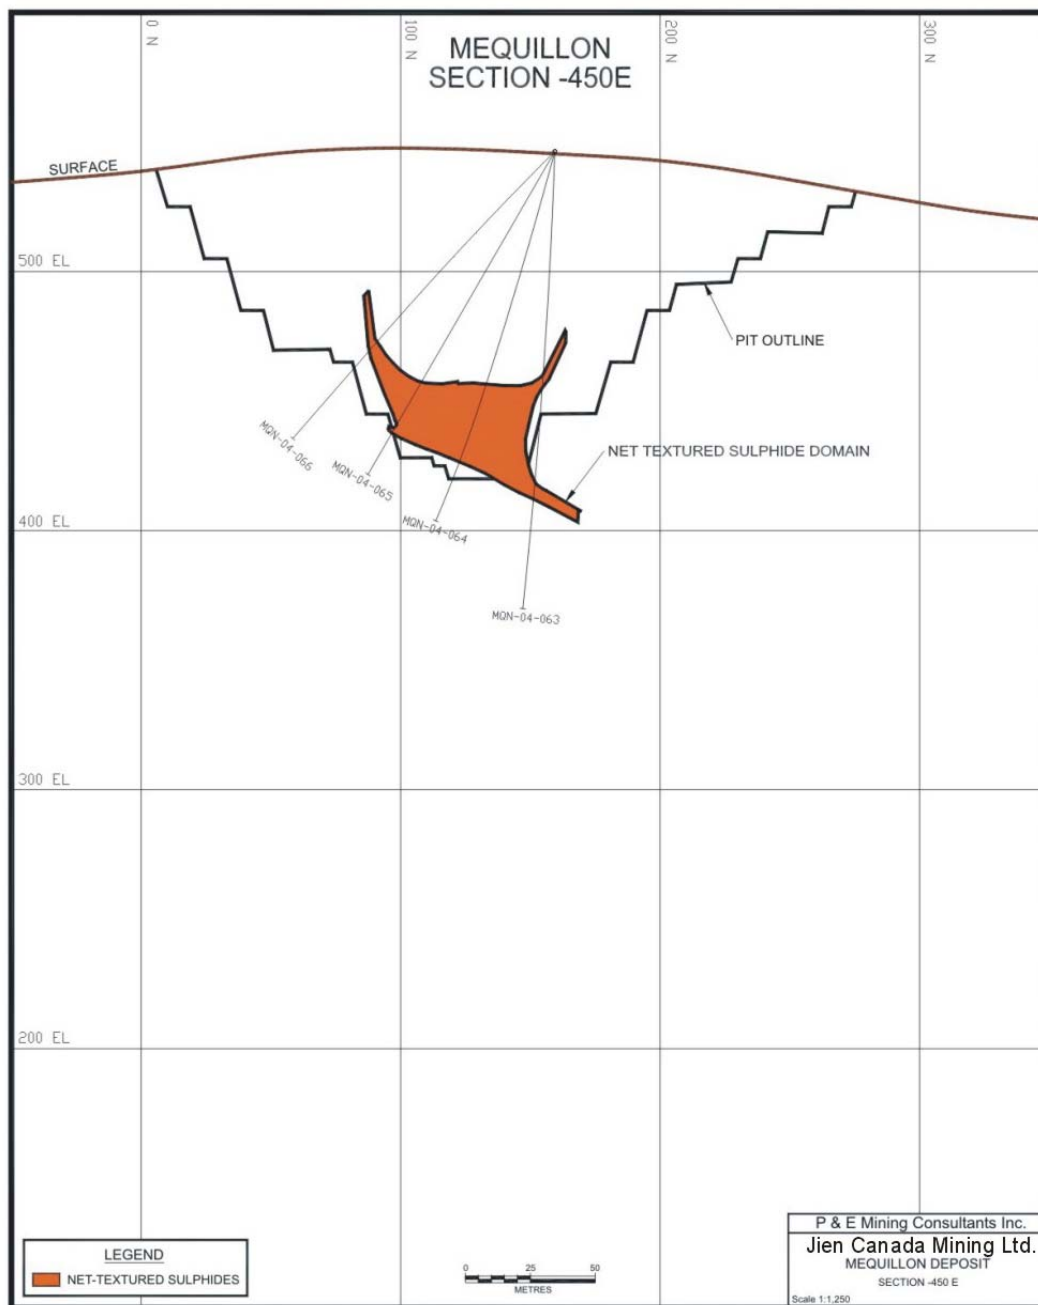 0 N
100 N
200 N
300 N
MEQUILLON
SECTION -450E
SURFACE
500 EL
PIT OUTLINE
MQN-04-066
MQN-04-065
NET TEXTURED SULPHIDE DOMAIN
MQN-04-064
400 EL
MQN-04-063
300 EL
200 EL
LEGEND
NET-TEXTURED SULPHIDES
0 25 50
METRES
P & E Mining Consultants Inc.
Jien Canada Mining Ltd.
MEQUILLON DEPOSIT
SECTION -450 E
Scale 1:1,250